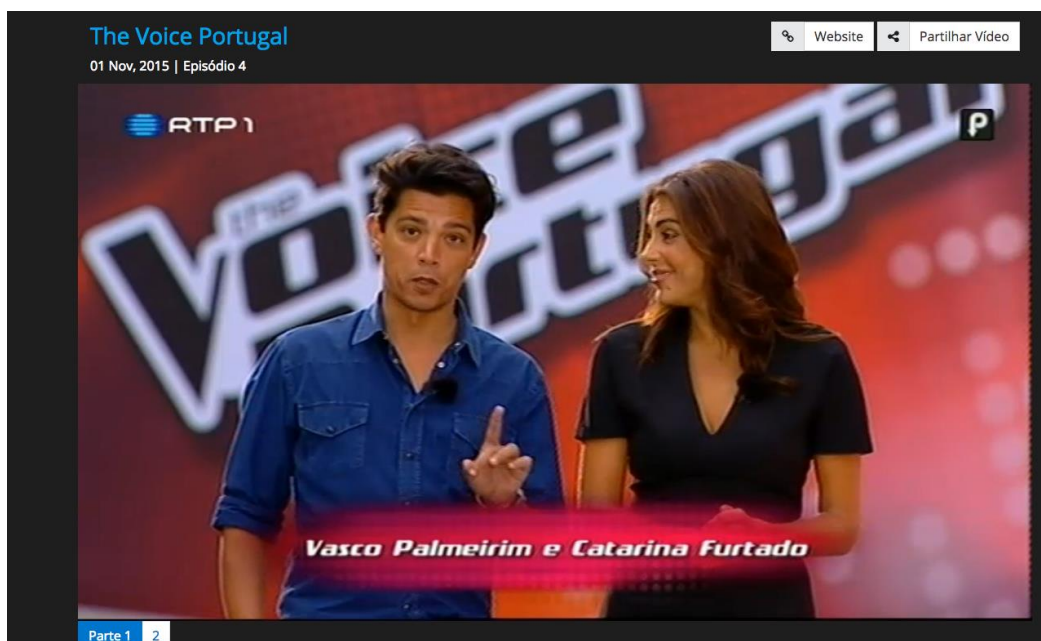 The Voice Portugal
Website
Partilhar Vídeo
01 Nov, 2015 | Episódio 4
RTP1
P
the
Voice
Portugal
Vasco Palmeirim e Catarina Furtado
Parte 1
2